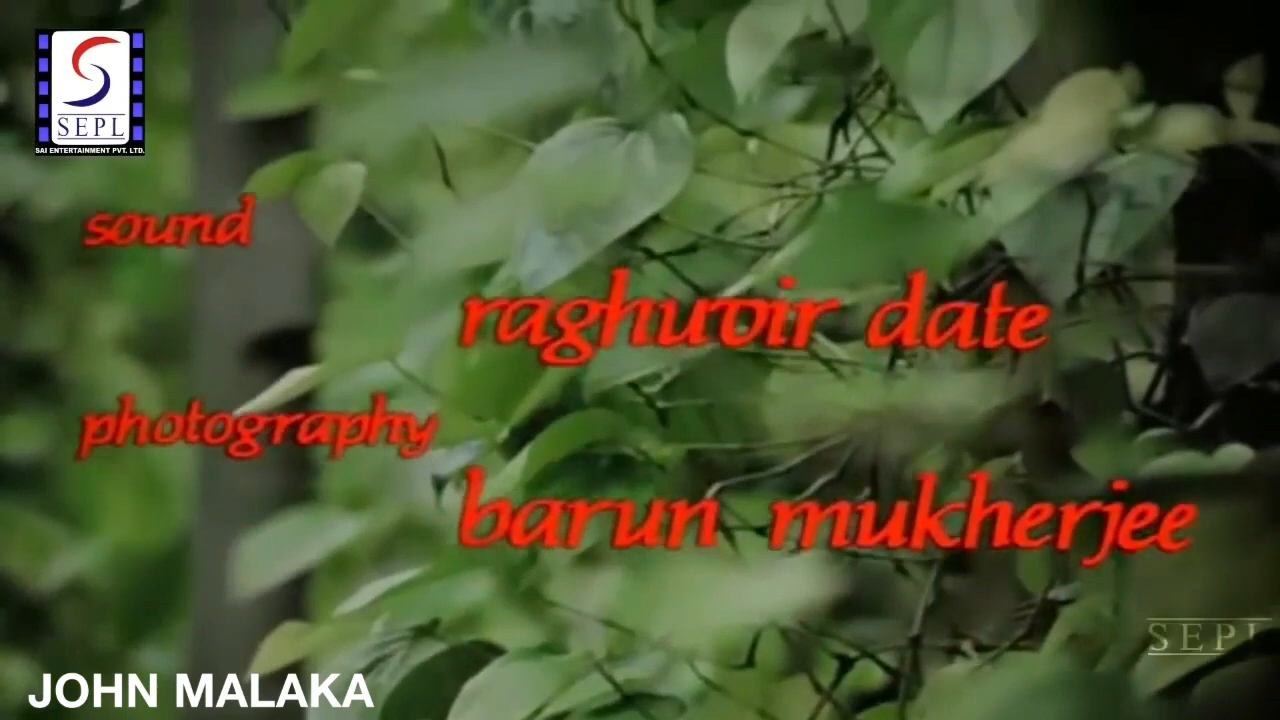 SEPL
SAI ENTERTAINMENT PVT. LTD.
sound
raghuvir date
photography
barun mukherjee
SEPL
JOHN MALAKA